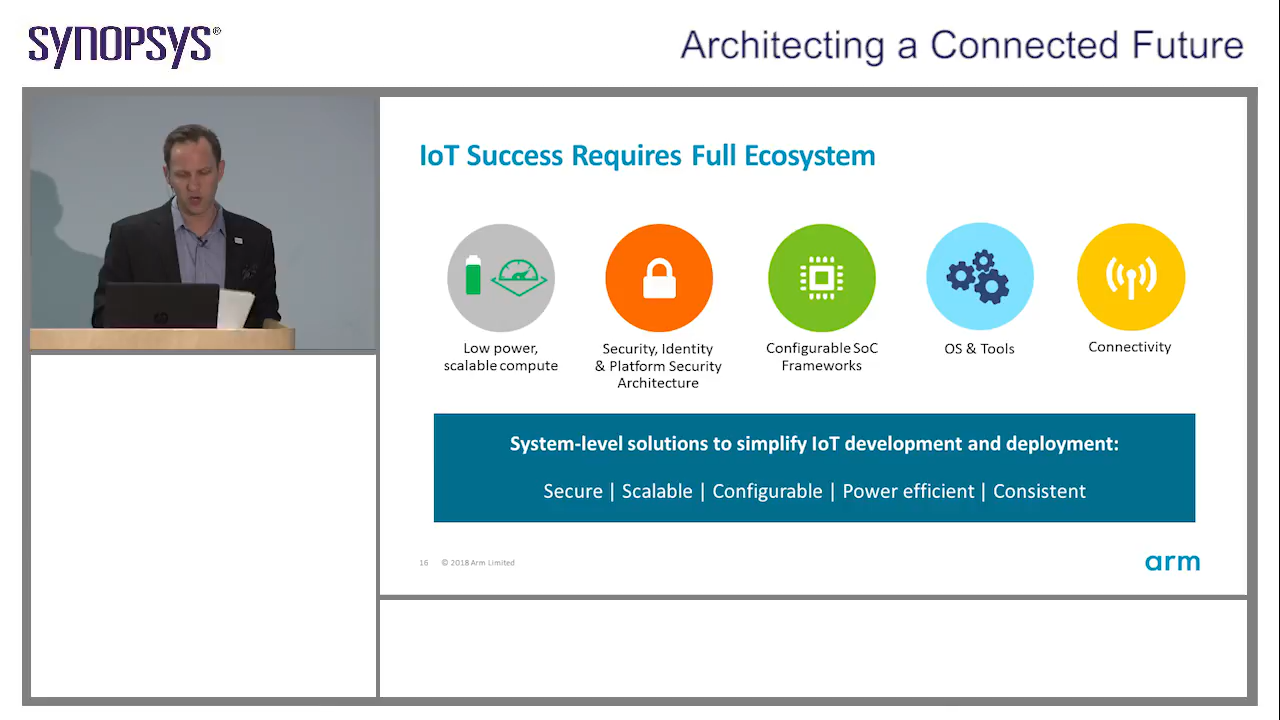 SYNOPSYS®
Architecting a Connected Future
IoT Success Requires Full Ecosystem
Low power,
scalable compute
Security, Identity
& Platform Security
Architecture
Configurable SoC
Frameworks
OS & Tools
Connectivity
System-level solutions to simplify IoT development and deployment:
Secure | Scalable | Configurable | Power efficient | Consistent
16 © 2018 Arm Limited
arm